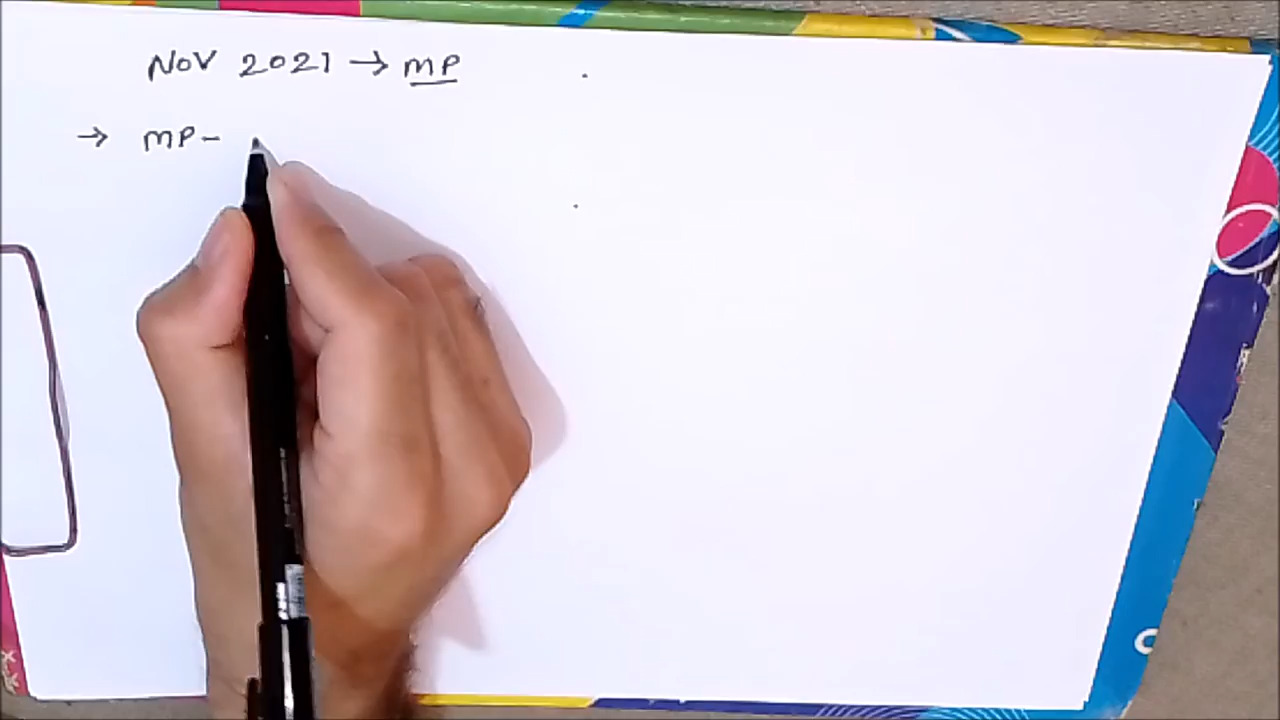 NOV 2021 → MP
→ MP-